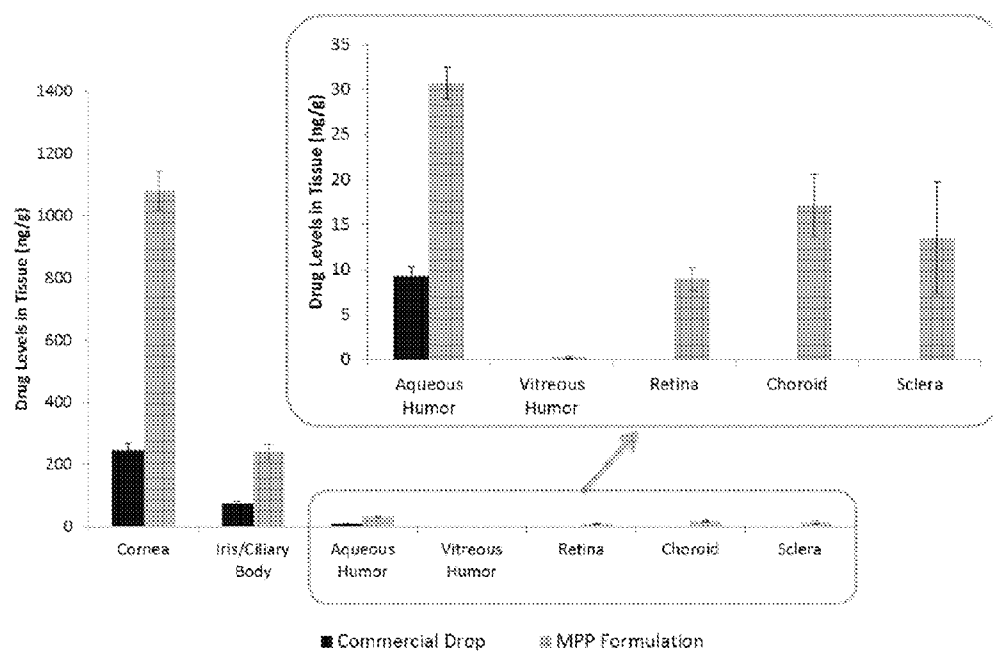 35
30
25
20
15
10
5
0
Drug Levels in Tissue [ng/g]
Aqueous Humor
Vitreous Humor
Retina
Choroid
Sclera
1400
1200
1000
800
600
400
200
0
Drug Levels in Tissue [ng/g]
Cornea
Iris/Ciliary Body
Aqueous Humor
Vitreous Humor
Retina
Choroid
Sclera
Commercial Drop
MPP Formulation